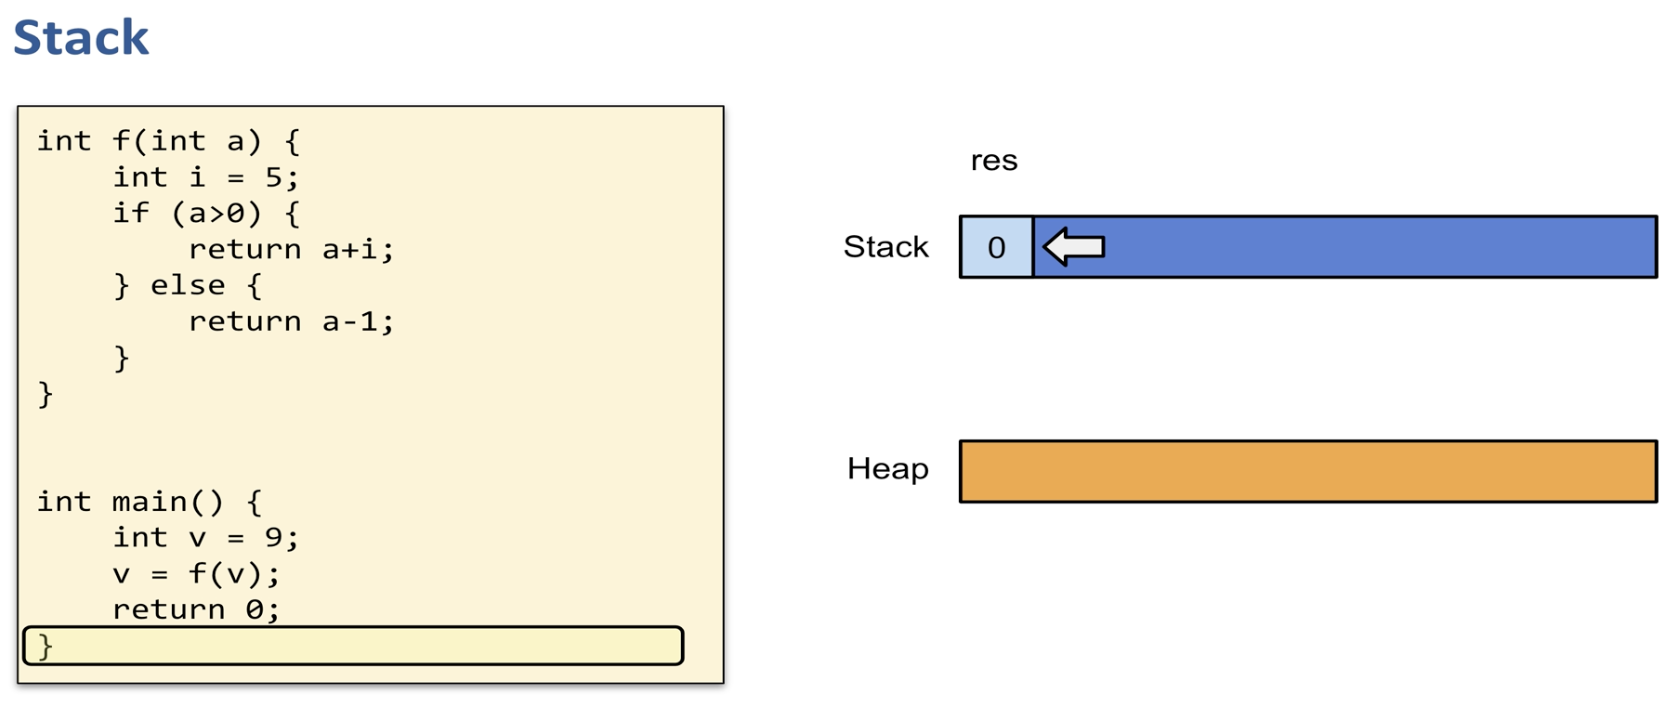 Stack
int f(int a) {
    int i = 5;
    if (a>0) {
        return a+i;
    } else {
        return a-1;
    }
}
int main() {
    int v = 9;
    v = f(v);
    return 0;
}
res
Stack 0
Heap